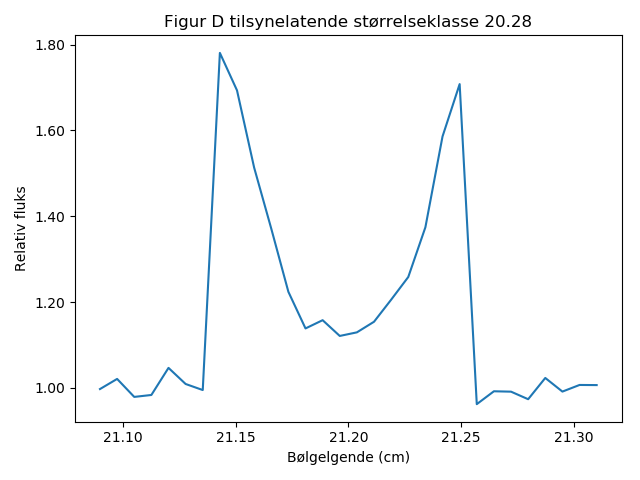 Figur D tilsynelatende størrelseklasse 20.28
1.80
1.60
1.40
1.20
1.00
Relativ fluks
21.10 21.15 21.20 21.25 21.30
Bølgelgende (cm)